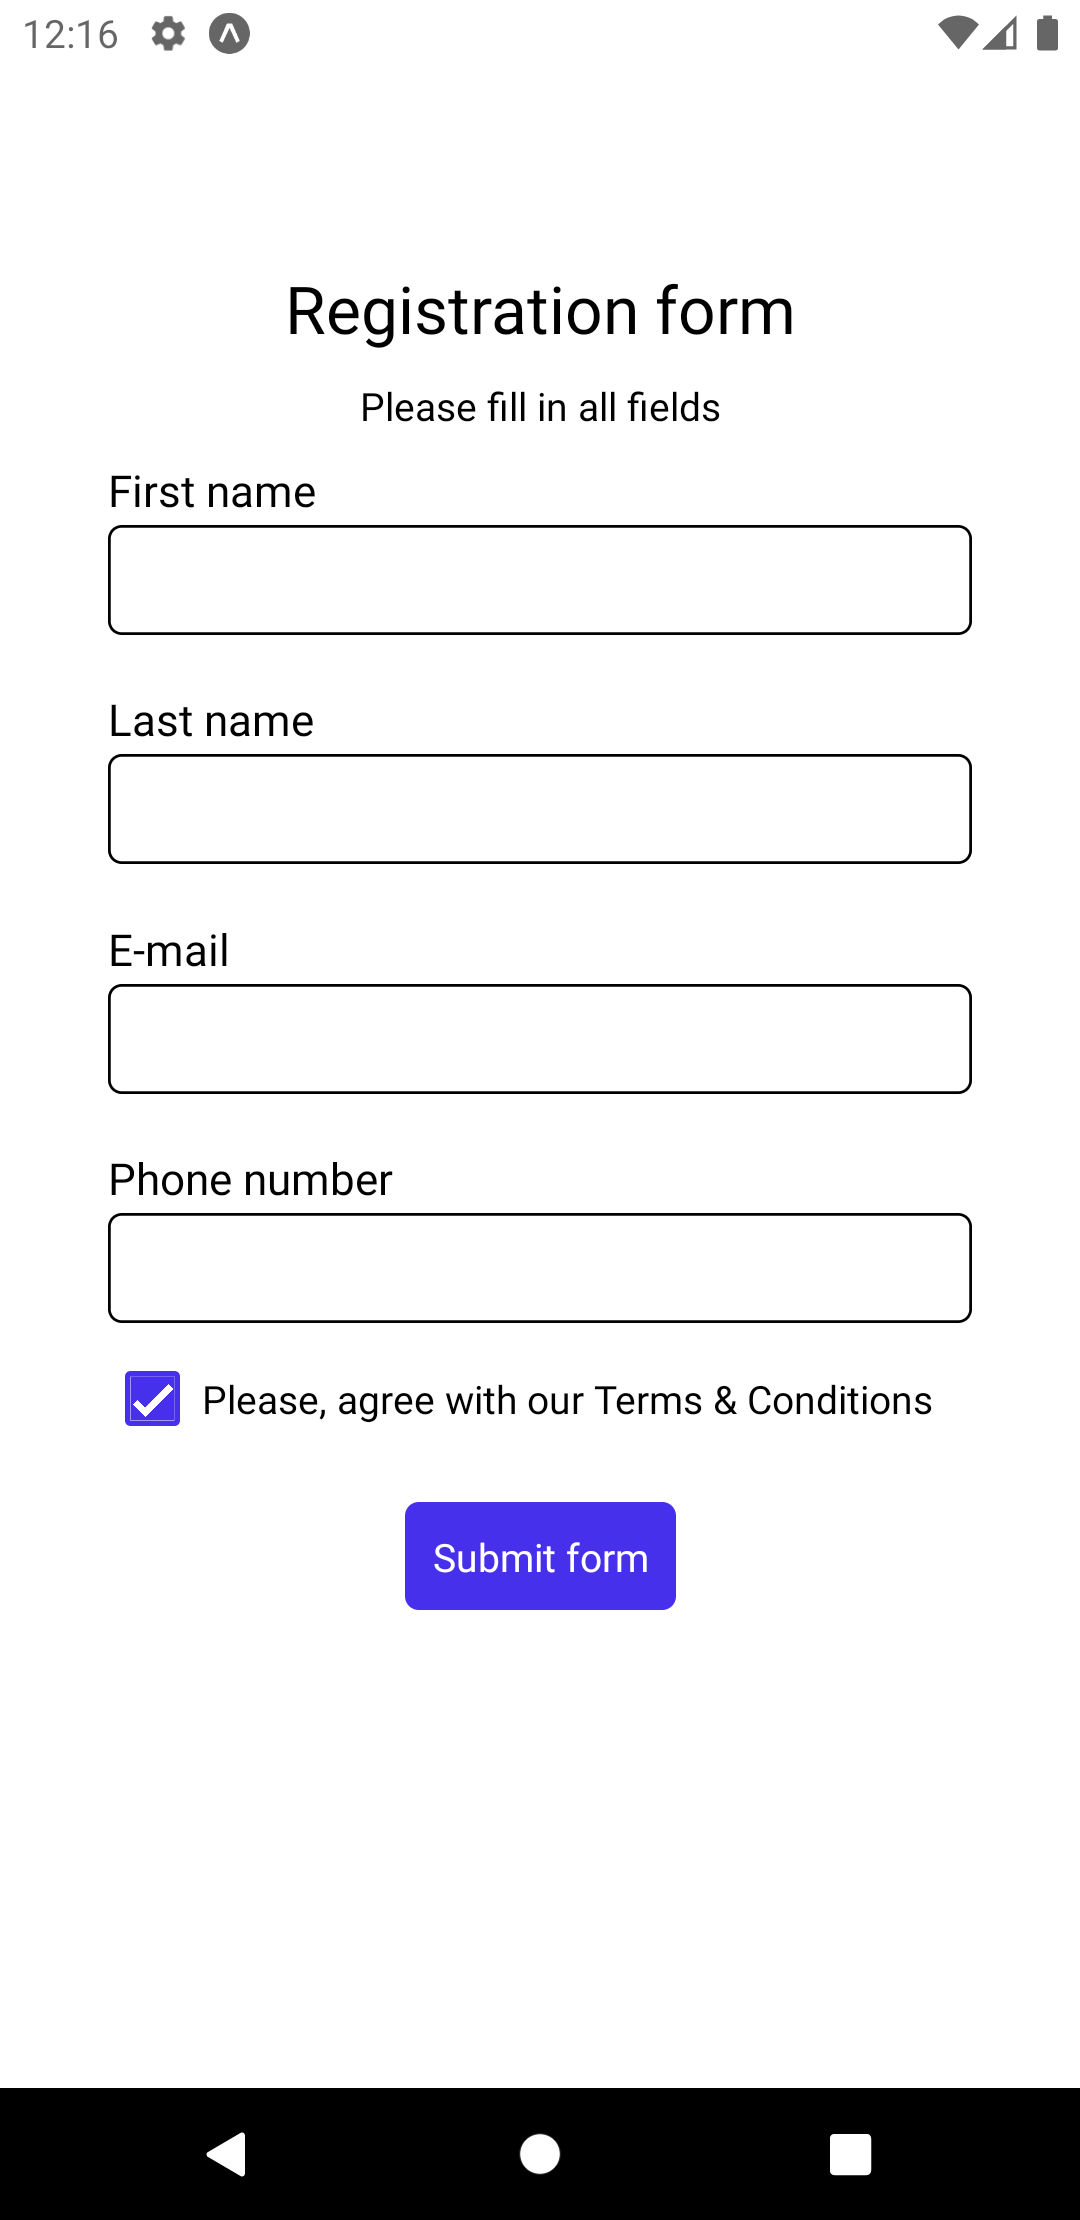 12:16
Registration form
Please fill in all fields
First name
Last name
E-mail
Phone number
Please, agree with our Terms & Conditions
Submit form